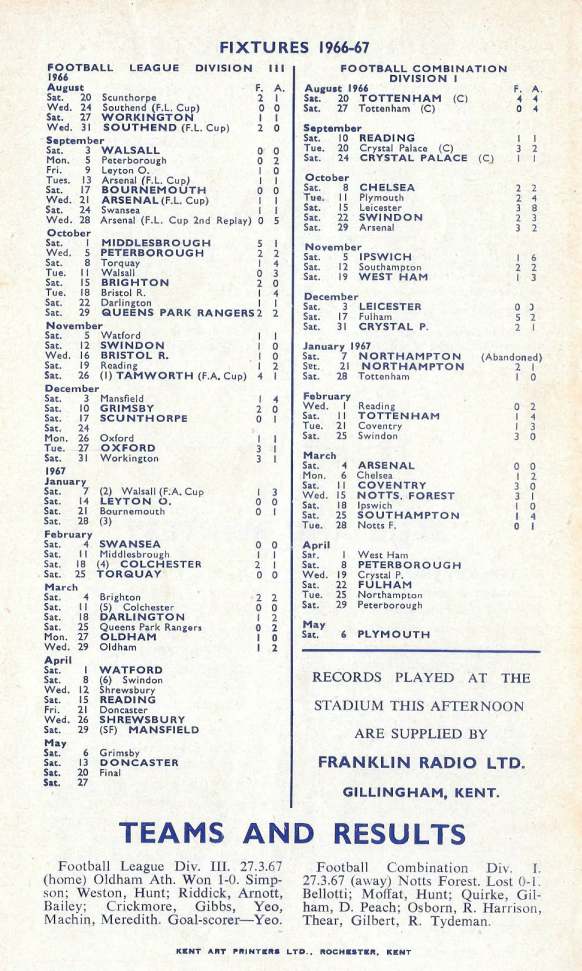 FIXTURES 1966-67
FOOTBALL LEAGUE DIVISION III
1966
August F. A.
Sat. 20 Scunthorpe 2 1
Wed. 24 Southend (F.L. Cup) 0 0
Sat. 27 WORKINGTON 1 1
Wed. 31 SOUTHEND (F.L. Cup) 2 0
September
Sat. 3 WALSALL 0 0
Mon. 5 Peterborough 0 2
Fri. 9 Leyton O. 1 0
Tues. 13 Arsenal (F.L. Cup) 1 1
Sat. 17 BOURNEMOUTH 0 0
Wed. 21 ARSENAL (F.L. Cup) 1 1
Sat. 24 Swansea 1 1
Wed. 28 Arsenal (F.L. Cup 2nd Replay) 0 5
October
Sat. 1 MIDDLESBROUGH 5 1
Wed. 5 PETERBOROUGH 2 2
Sat. 8 Torquay 1 4
Tue. 11 Walsall 0 3
Sat. 15 BRIGHTON 2 0
Tue. 18 Bristol R. 1 4
Sat. 22 Darlington 1 1
Sat. 29 QUEENS PARK RANGERS 2 2
November
Sat. 5 Watford 1 1
Sat. 12 SWINDON 1 0
Wed. 16 BRISTOL R. 1 0
Sat. 19 Reading 1 2
Sat. 26 (1) TAMWORTH (F.A. Cup) 4 1
December
Sat. 3 Mansfield 1 4
Sat. 10 GRIMSBY 2 0
Sat. 17 SCUNTHORPE 0 1
Sat. 24
Mon. 26 Oxford 1 1
Tue. 27 OXFORD 3 1
Sat. 31 Workington 3 1
1967
January
Sat. 7 (2) Walsall (F.A. Cup 1 3
Sat. 14 LEYTON O. 0 0
Sat. 21 Bournemouth 0 1
Sat. 28 (3)
February
Sat. 4 SWANSEA 0 0
Sat. 11 Middlesbrough 1 1
Sat. 18 (4) COLCHESTER 2 1
Sat. 25 TORQUAY 0 0
March
Sat. 4 Brighton 2 2
Sat. 11 (5) Colchester 0 0
Sat. 18 DARLINGTON 1 2
Sat. 25 Queens Park Rangers 0 2
Mon. 27 OLDHAM 1 0
Wed. 29 Oldham 1 2
April
Sat. 1 WATFORD
Sat. 8 (6) Swindon
Wed. 12 Shrewsbury
Sat. 15 READING
Fri. 21 Doncaster
Wed. 26 SHREWSBURY
Sat. 29 (SF) MANSFIELD
May
Sat. 6 Grimsby
Sat. 13 DONCASTER
Sat. 20 Final
Sat. 27
FOOTBALL COMBINATION
DIVISION I
August 1966 F. A.
Sat. 20 TOTTENHAM (C) 4 4
Sat. 27 Tottenham (C) 0 4
September
Sat. 10 READING 1 1
Tue. 20 Crystal Palace (C) 3 2
Sat. 24 CRYSTAL PALACE (C) 1 1
October
Sat. 8 CHELSEA 2 2
Tue. 11 Plymouth 2 4
Sat. 15 Leicester 3 8
Sat. 22 SWINDON 2 3
Sat. 29 Arsenal 3 2
November
Sat. 5 IPSWICH 1 6
Sat. 12 Southampton 2 2
Sat. 19 WEST HAM 1 3
December
Sat. 3 LEICESTER 0 3
Sat. 17 Fulham 5 2
Sat. 31 CRYSTAL P. 2 1
January 1967
Sat. 7 NORTHAMPTON (Abandoned)
Sat. 21 NORTHAMPTON 2 1
Sat. 28 Tottenham 1 0
February
Wed. 1 Reading 0 2
Sat. 11 TOTTENHAM 1 4
Tue. 21 Coventry 1 3
Sat. 25 Swindon 3 0
March
Sat. 4 ARSENAL 0 0
Mon. 6 Chelsea 1 2
Sat. 11 COVENTRY 3 0
Wed. 15 NOTTS. FOREST 3 1
Sat. 18 Ipswich 1 0
Sat. 25 SOUTHAMPTON 1 4
Tue. 28 Notts F. 0 1
April
Sar. 1 West Ham
Sat. 8 PETERBOROUGH
Wed. 19 Crystal P.
Sat. 22 FULHAM
Tue. 25 Northampton
Sat. 29 Peterborough
May
Sat. 6 PLYMOUTH
RECORDS PLAYED AT THE
STADIUM THIS AFTERNOON
ARE SUPPLIED BY
FRANKLIN RADIO LTD.
GILLINGHAM, KENT.
TEAMS AND RESULTS
Football League Div. III. 27.3.67
(home) Oldham Ath. Won 1-0. Simp-
son; Weston, Hunt; Riddick, Arnott,
Bailey; Crickmore, Gibbs, Yeo,
Machin, Meredith. Goal-scorer—Yeo.
Football Combination Div. I.
27.3.67 (away) Notts Forest. Lost 0-1.
Bellotti; Moffat, Hunt; Quirke, Gil-
ham, D. Peach; Osborn, R. Harrison,
Thear, Gilbert, R. Tydeman.
KENT ART PRINTERS LTD., ROCHESTER, KENT